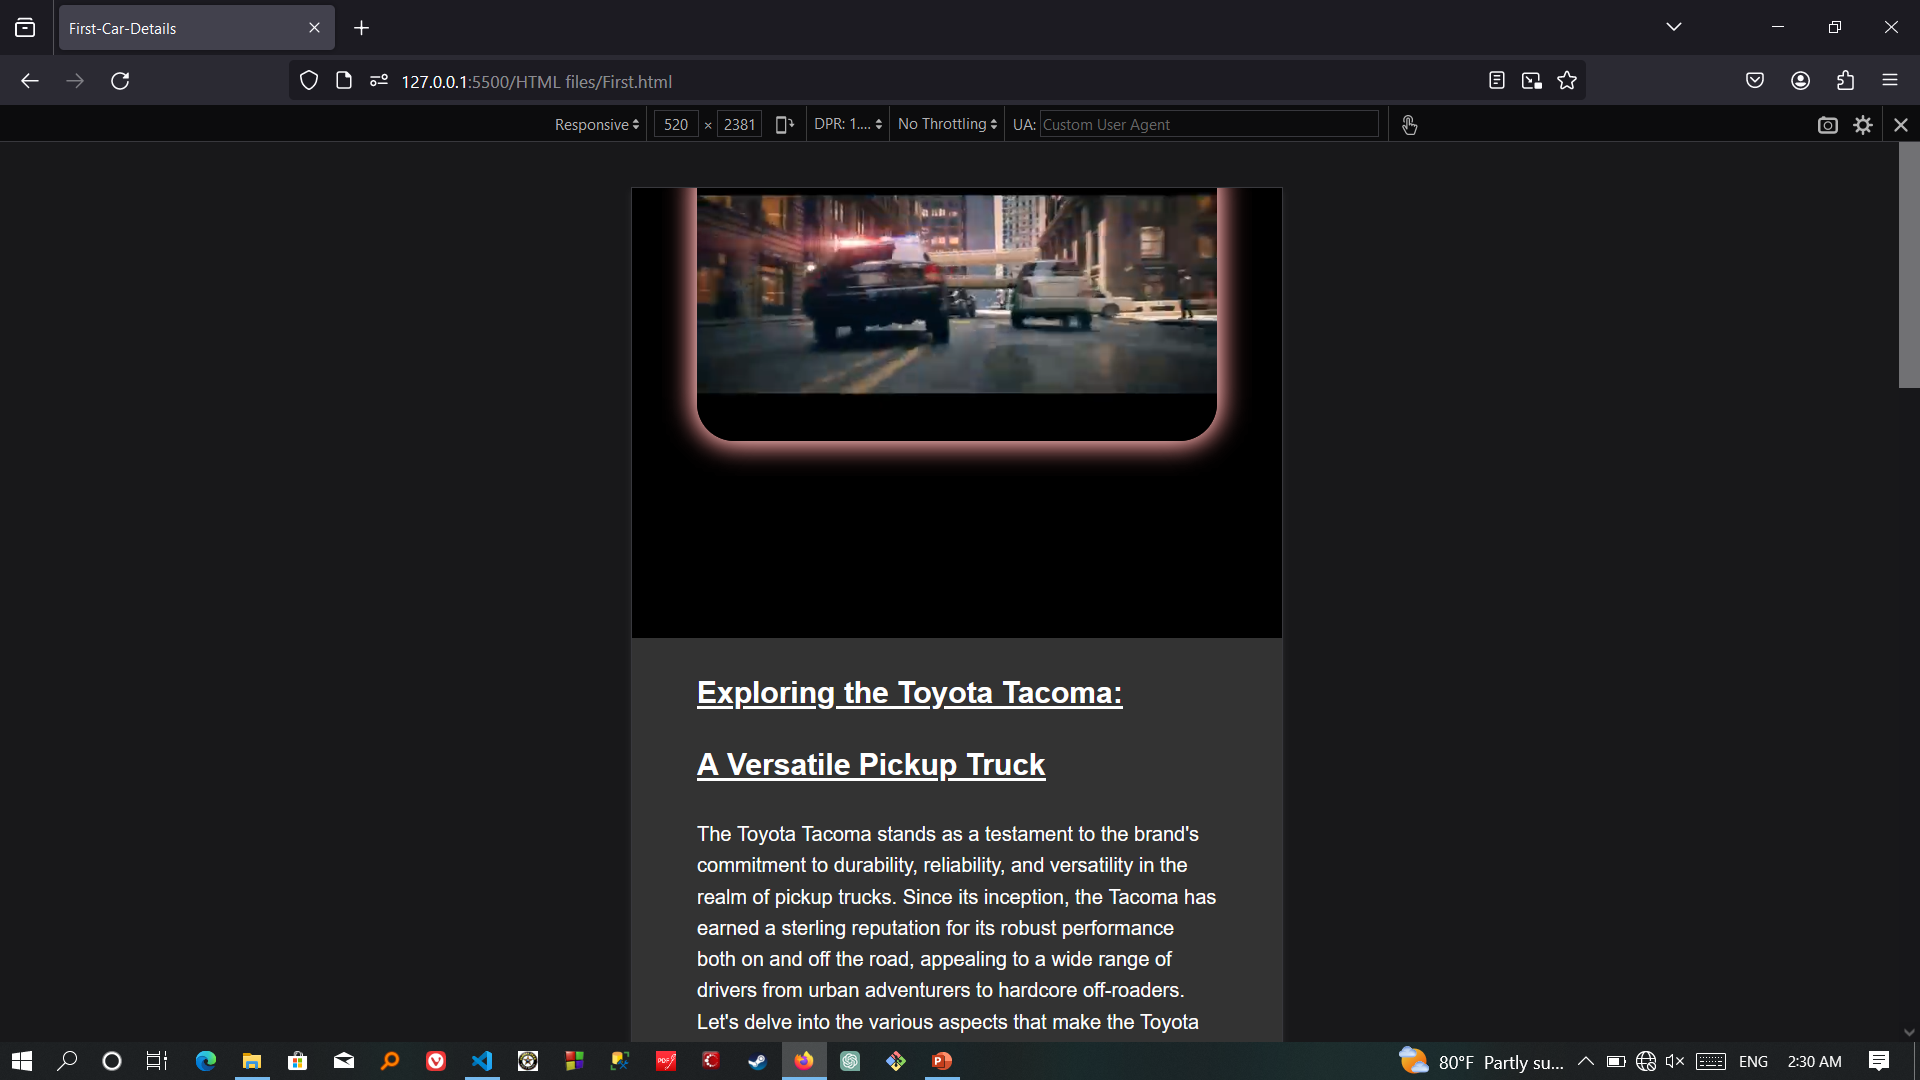 First-Car-Details
127.0.0.1:5500/HTML files/First.html
Responsive 520 × 2381 DPR: 1.... No Throttling UA: Custom User Agent
Exploring the Toyota Tacoma:
A Versatile Pickup Truck
The Toyota Tacoma stands as a testament to the brand's
commitment to durability, reliability, and versatility in the
realm of pickup trucks. Since its inception, the Tacoma has
earned a sterling reputation for its robust performance
both on and off the road, appealing to a wide range of
drivers from urban adventurers to hardcore off-roaders.
Let's delve into the various aspects that make the Toyota
80°F Partly su... ENG 2:30 AM